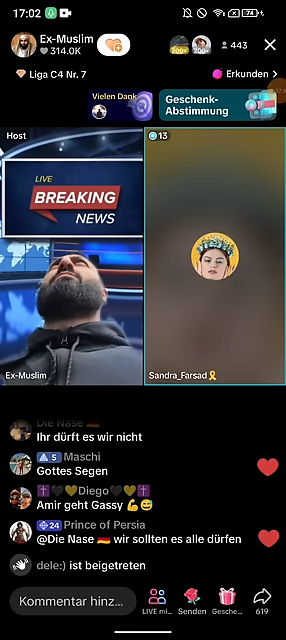 17:02
74
Ex-Muslim
314.0K
200+
200+
443
Liga C4 Nr. 7
Erkunden >
Vielen Dank
Geschenk-
Abstimmung
Host
13
LIVE
BREAKING
NEWS
Ex-Muslim
Sandra_Farsad🎗️
Die Nase 🇩🇪
Ihr dürft es wir nicht
5 Maschi
Gottes Segen
✝️🖤💛Diego🖤💛✝️
Amir geht Gassy 💪😅
24 Prince of Persia
@Die Nase 🇩🇪 wir sollten es alle dürfen
dele:) ist beigetreten
Kommentar hinz...
LIVE mi...
Senden
Gesche...
619